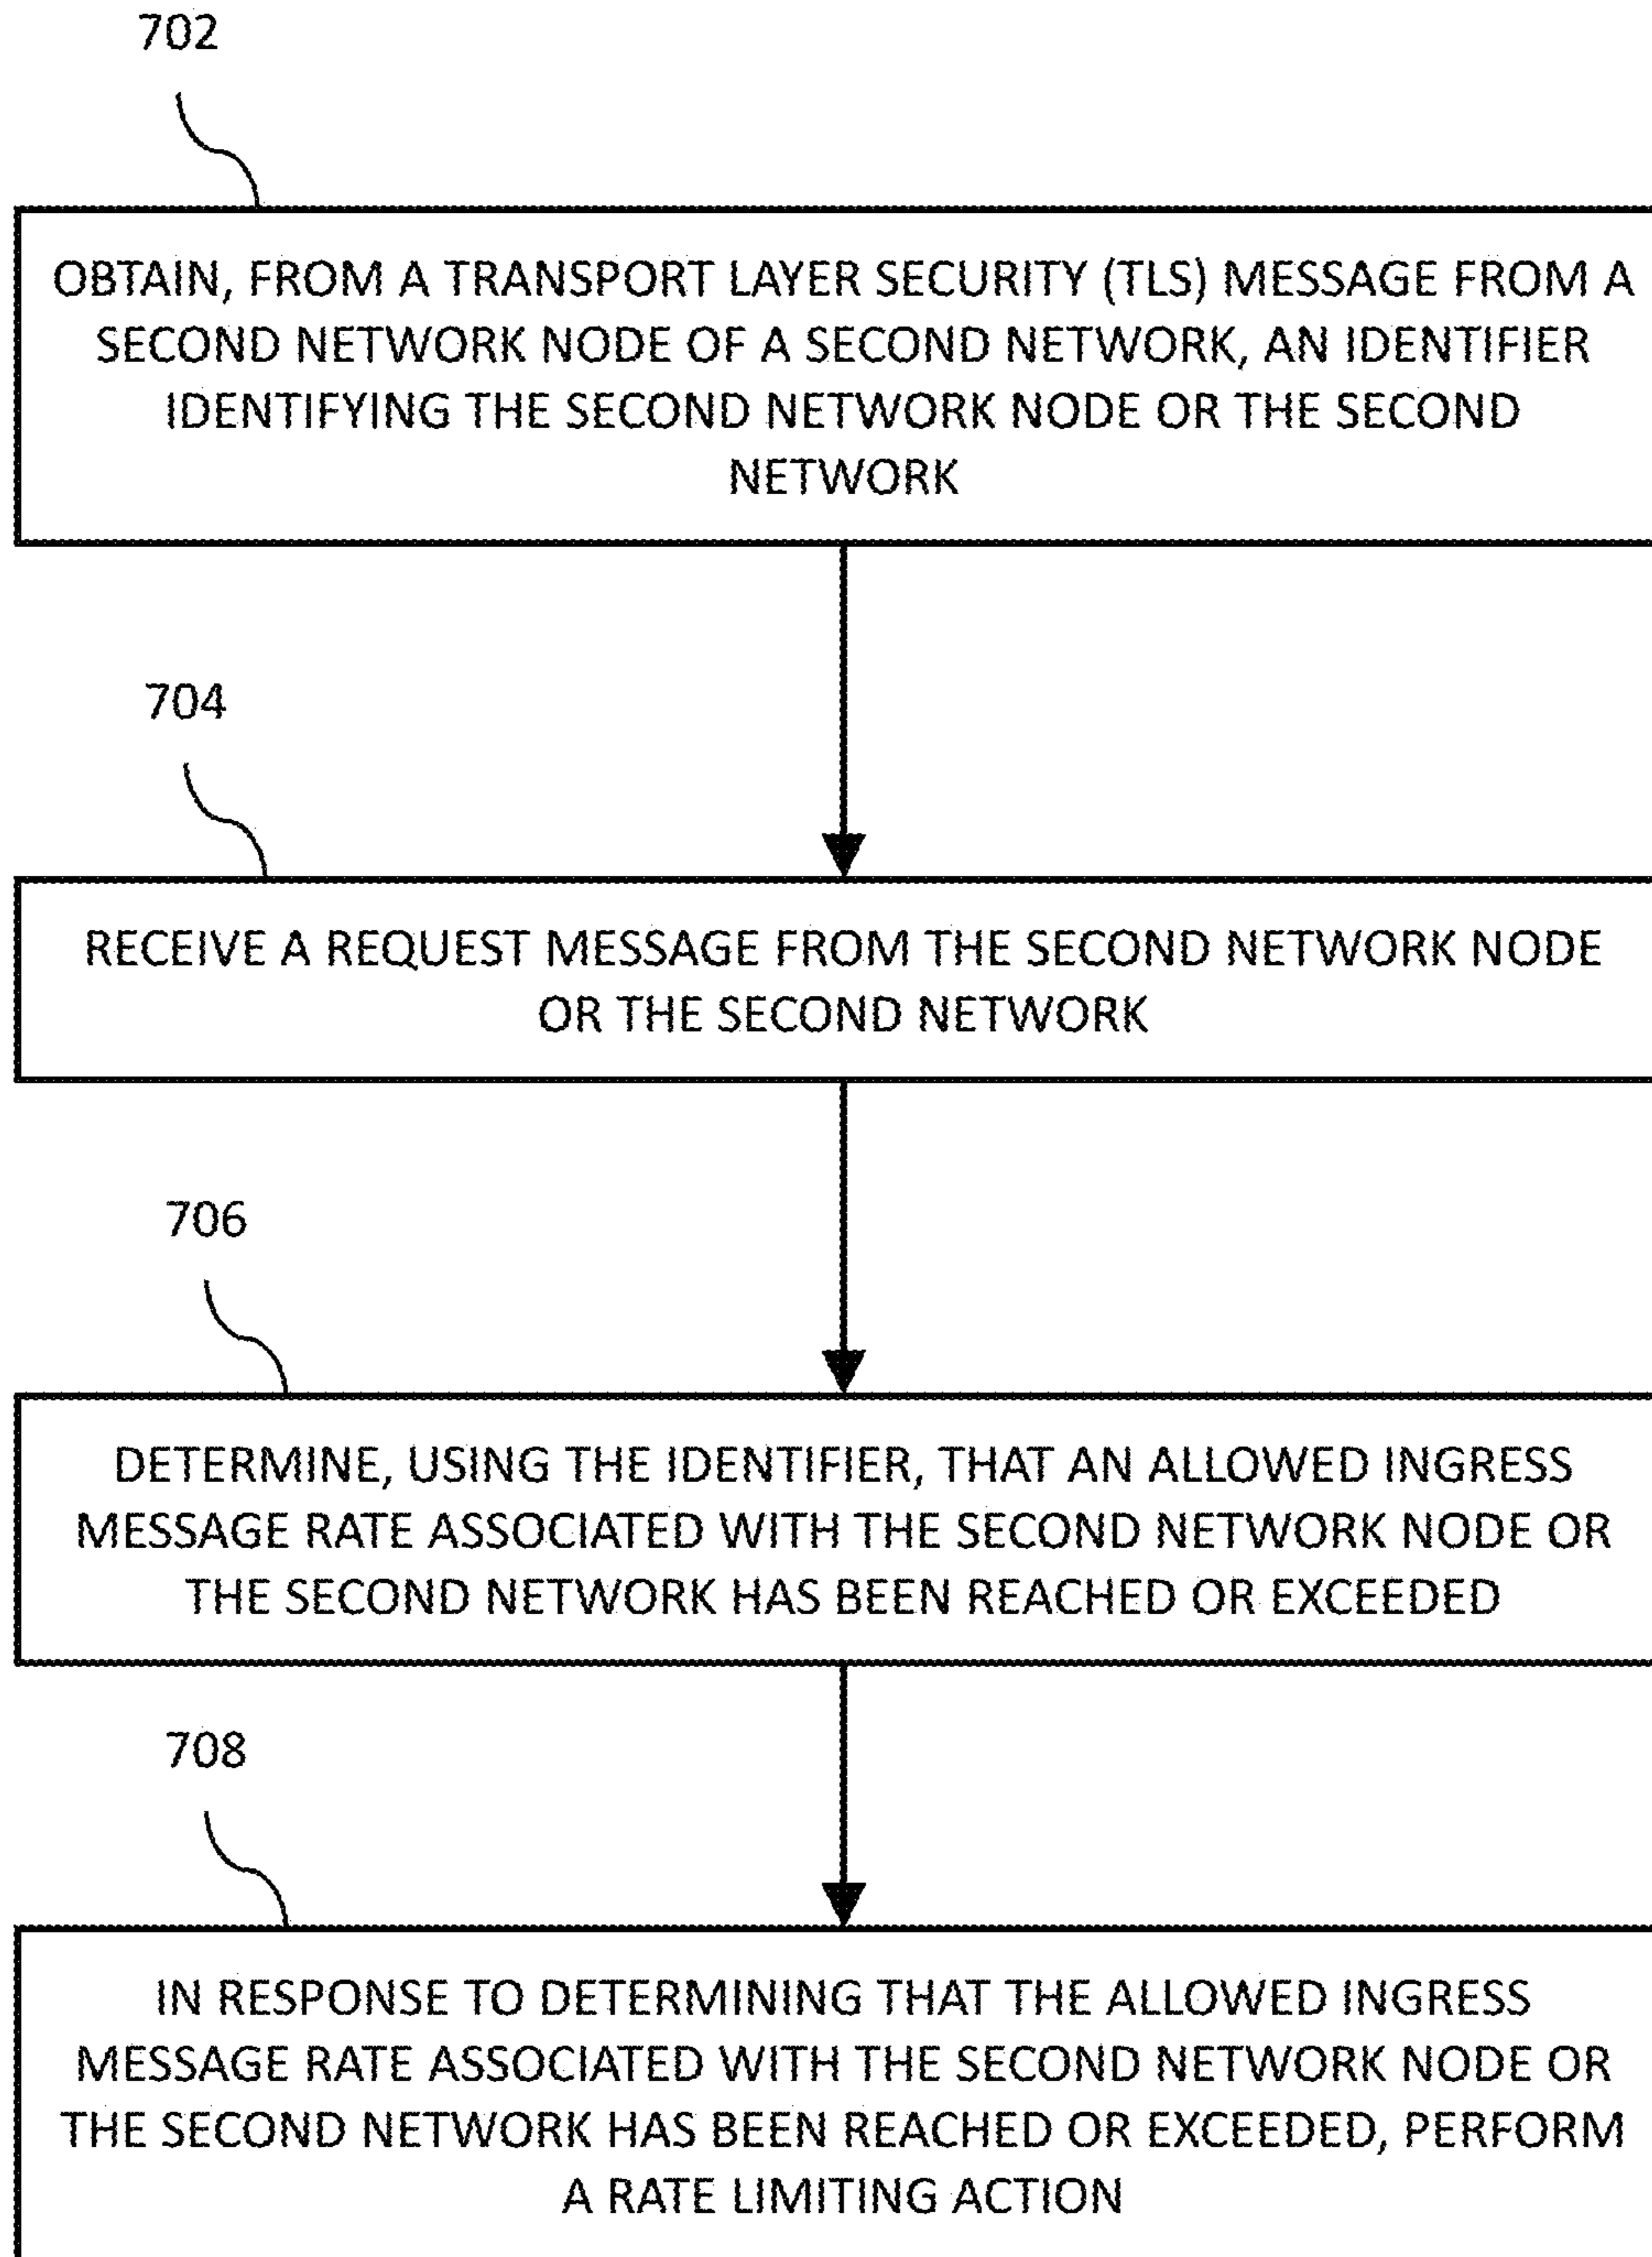 702
OBTAIN, FROM A TRANSPORT LAYER SECURITY (TLS) MESSAGE FROM A
SECOND NETWORK NODE OF A SECOND NETWORK, AN IDENTIFIER
IDENTIFYING THE SECOND NETWORK NODE OR THE SECOND
NETWORK
704
RECEIVE A REQUEST MESSAGE FROM THE SECOND NETWORK NODE
OR THE SECOND NETWORK
706
DETERMINE, USING THE IDENTIFIER, THAT AN ALLOWED INGRESS
MESSAGE RATE ASSOCIATED WITH THE SECOND NETWORK NODE OR
THE SECOND NETWORK HAS BEEN REACHED OR EXCEEDED
708
IN RESPONSE TO DETERMINING THAT THE ALLOWED INGRESS
MESSAGE RATE ASSOCIATED WITH THE SECOND NETWORK NODE OR
THE SECOND NETWORK HAS BEEN REACHED OR EXCEEDED, PERFORM
A RATE LIMITING ACTION